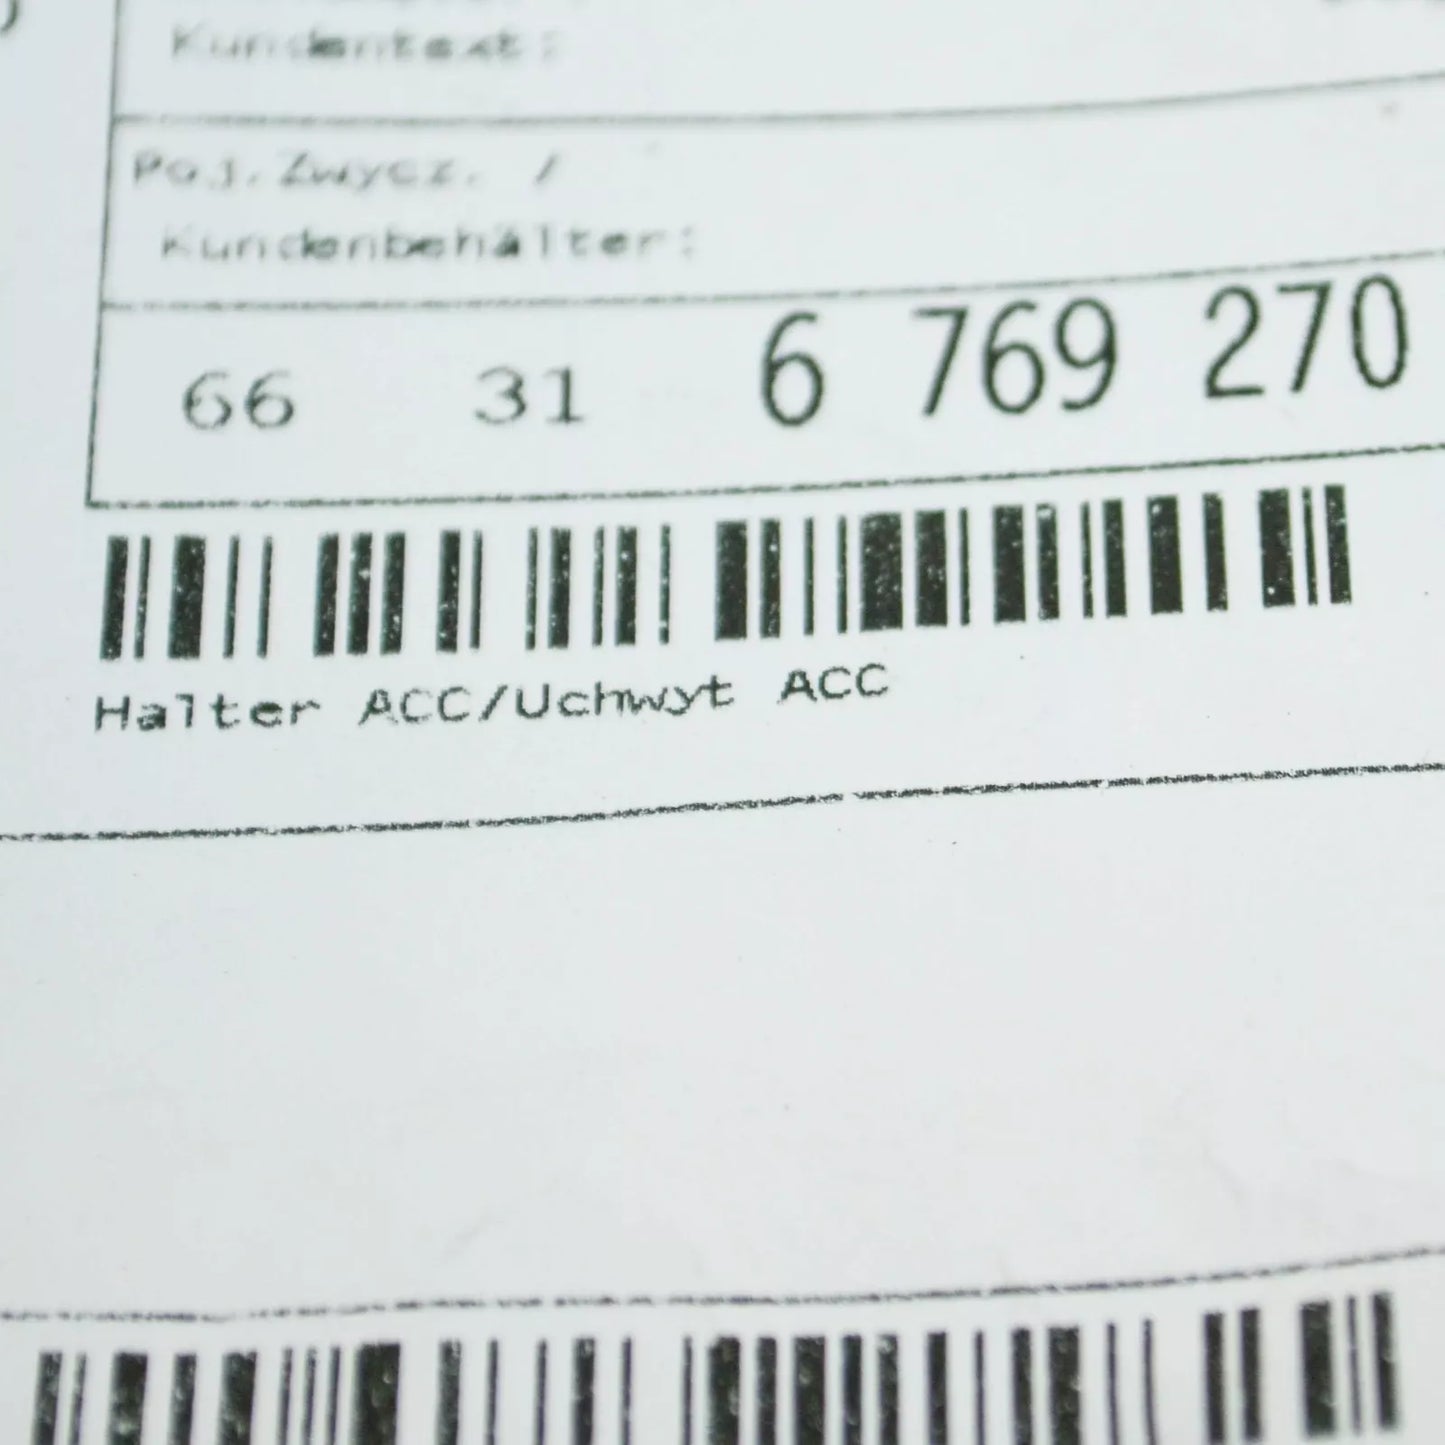 Kundentext:
Poj.Zwycz. /
Kundenbehälter:
66 31 6 769 270
Halter ACC/Uchwyt ACC